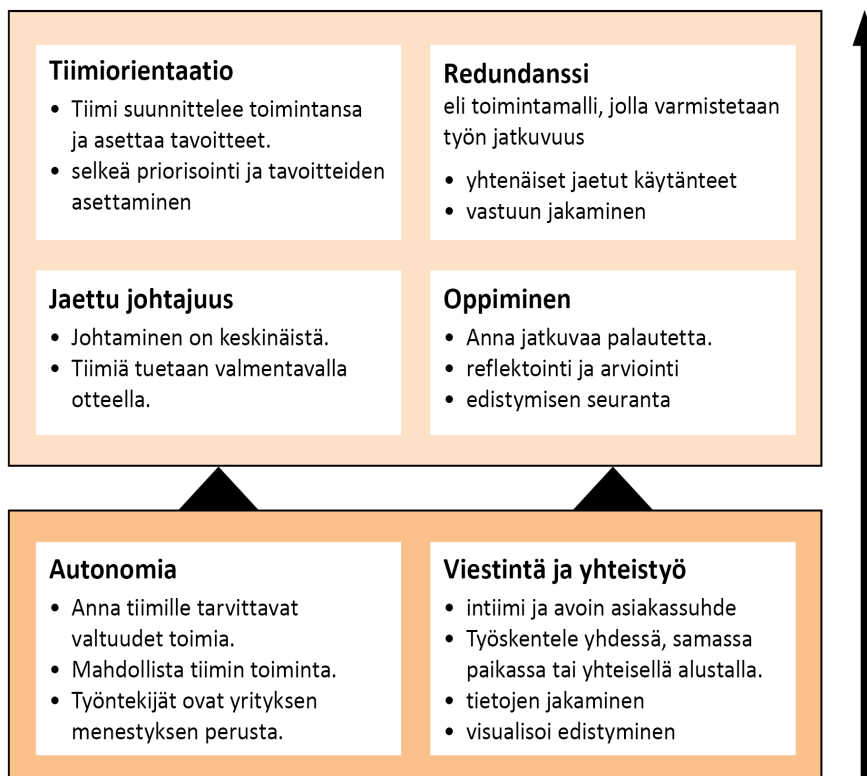 Tiimiorientaatio
• Tiimi suunnittelee toimintansa
ja asettaa tavoitteet.
• selkeä priorisointi ja tavoitteiden
asettaminen
Redundanssi
eli toimintamalli, jolla varmistetaan
työn jatkuvuus
• yhtenäiset jaetut käytänteet
• vastuun jakaminen
Jaettu johtajuus
• Johtaminen on keskinäistä.
• Tiimiä tuetaan valmentavalla
otteella.
Oppiminen
• Anna jatkuvaa palautetta.
• reflektointi ja arviointi
• edistymisen seuranta
Autonomia
• Anna tiimille tarvittavat
valtuudet toimia.
• Mahdollista tiimin toiminta.
• Työntekijät ovat yrityksen
menestyksen perusta.
Viestintä ja yhteistyö
• intiimi ja avoin asiakassuhde
• Työskentele yhdessä, samassa
paikassa tai yhteisellä alustalla.
• tietojen jakaminen
• visualisoi edistyminen